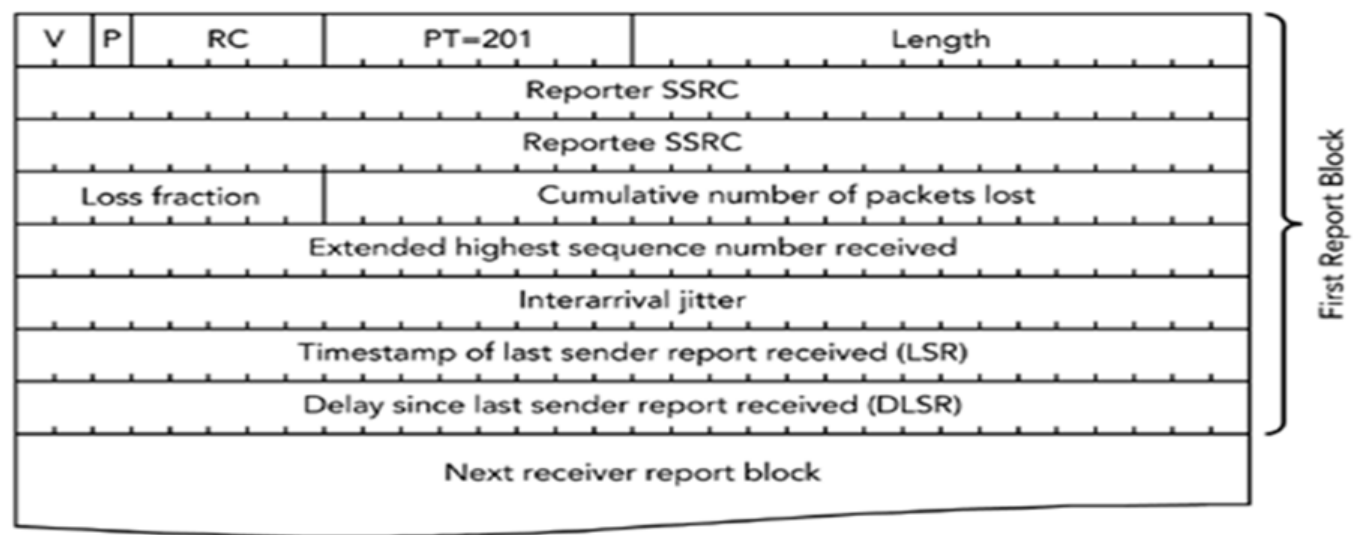 V P RC PT=201 Length
Reporter SSRC
Reportee SSRC
Loss fraction Cumulative number of packets lost
Extended highest sequence number received
Interarrival jitter
Timestamp of last sender report received (LSR)
Delay since last sender report received (DLSR)
Next receiver report block
First Report Block